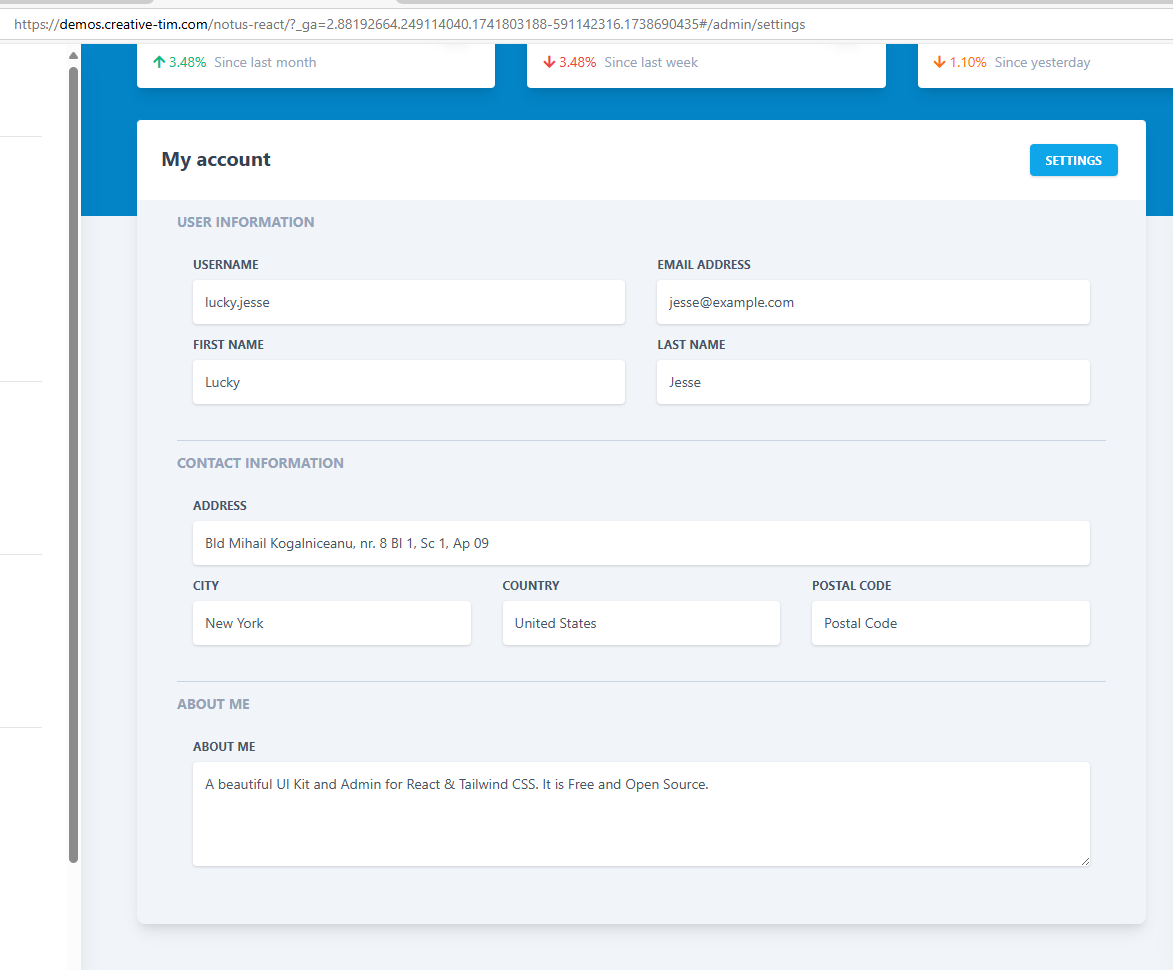 https://demos.creative-tim.com/notus-react/?_ga=2.88192664.249114040.1741803188-591142316.1738690435#/admin/settings
3.48% Since last month
3.48% Since last week
1.10% Since yesterday
My account
SETTINGS
USER INFORMATION
USERNAME
EMAIL ADDRESS
lucky.jesse
jesse@example.com
FIRST NAME
LAST NAME
Lucky
Jesse
CONTACT INFORMATION
ADDRESS
Bld Mihail Kogalniceanu, nr. 8 Bl 1, Sc 1, Ap 09
CITY
COUNTRY
POSTAL CODE
New York
United States
Postal Code
ABOUT ME
ABOUT ME
A beautiful UI Kit and Admin for React & Tailwind CSS. It is Free and Open Source.